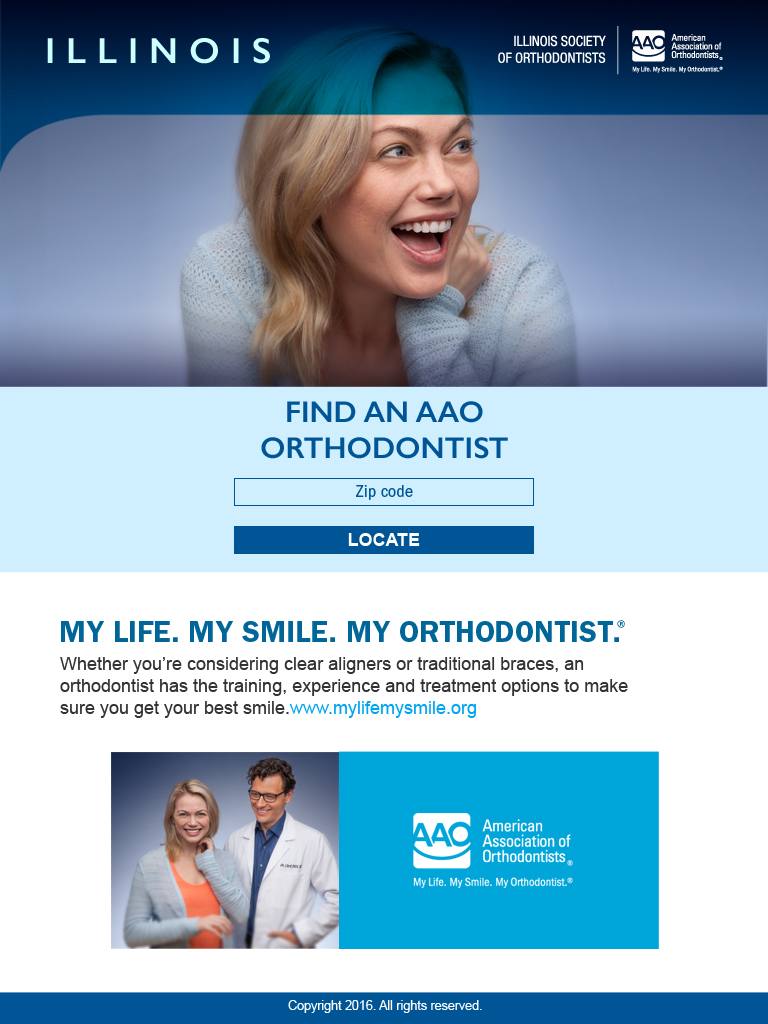 ILLINOIS
ILLINOIS SOCIETY
OF ORTHODONTISTS
AAO
American
Association of
Orthodontists®
My Life. My Smile. My Orthodontist.®
FIND AN AAO
ORTHODONTIST
Zip code
LOCATE
MY LIFE. MY SMILE. MY ORTHODONTIST.®
Whether you’re considering clear aligners or traditional braces, an
orthodontist has the training, experience and treatment options to make
sure you get your best smile.www.mylifemysmile.org
AAO
American
Association of
Orthodontists®
My Life. My Smile. My Orthodontist.®
Copyright 2016. All rights reserved.